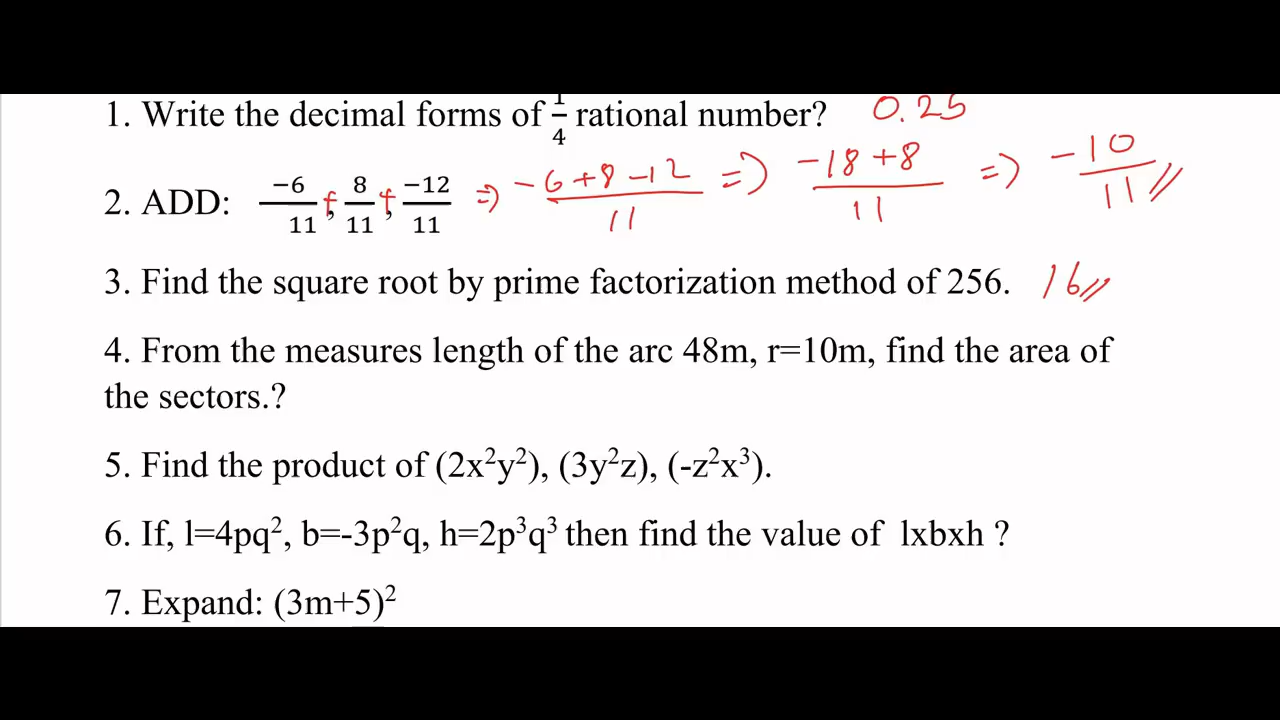 1. Write the decimal forms of 1/4 rational number? 0.25
2. ADD: −6/11 + , 8/11 + , −12/11 => -6+8-12/11 => -18+8/11 => -10/11 //
3. Find the square root by prime factorization method of 256. 16 //
4. From the measures length of the arc 48m, r=10m, find the area of
the sectors.?
5. Find the product of (2x²y²), (3y²z), (-z²x³).
6. If, l=4pq², b=-3p²q, h=2p³q³ then find the value of lxbxh ?
7. Expand: (3m+5)²